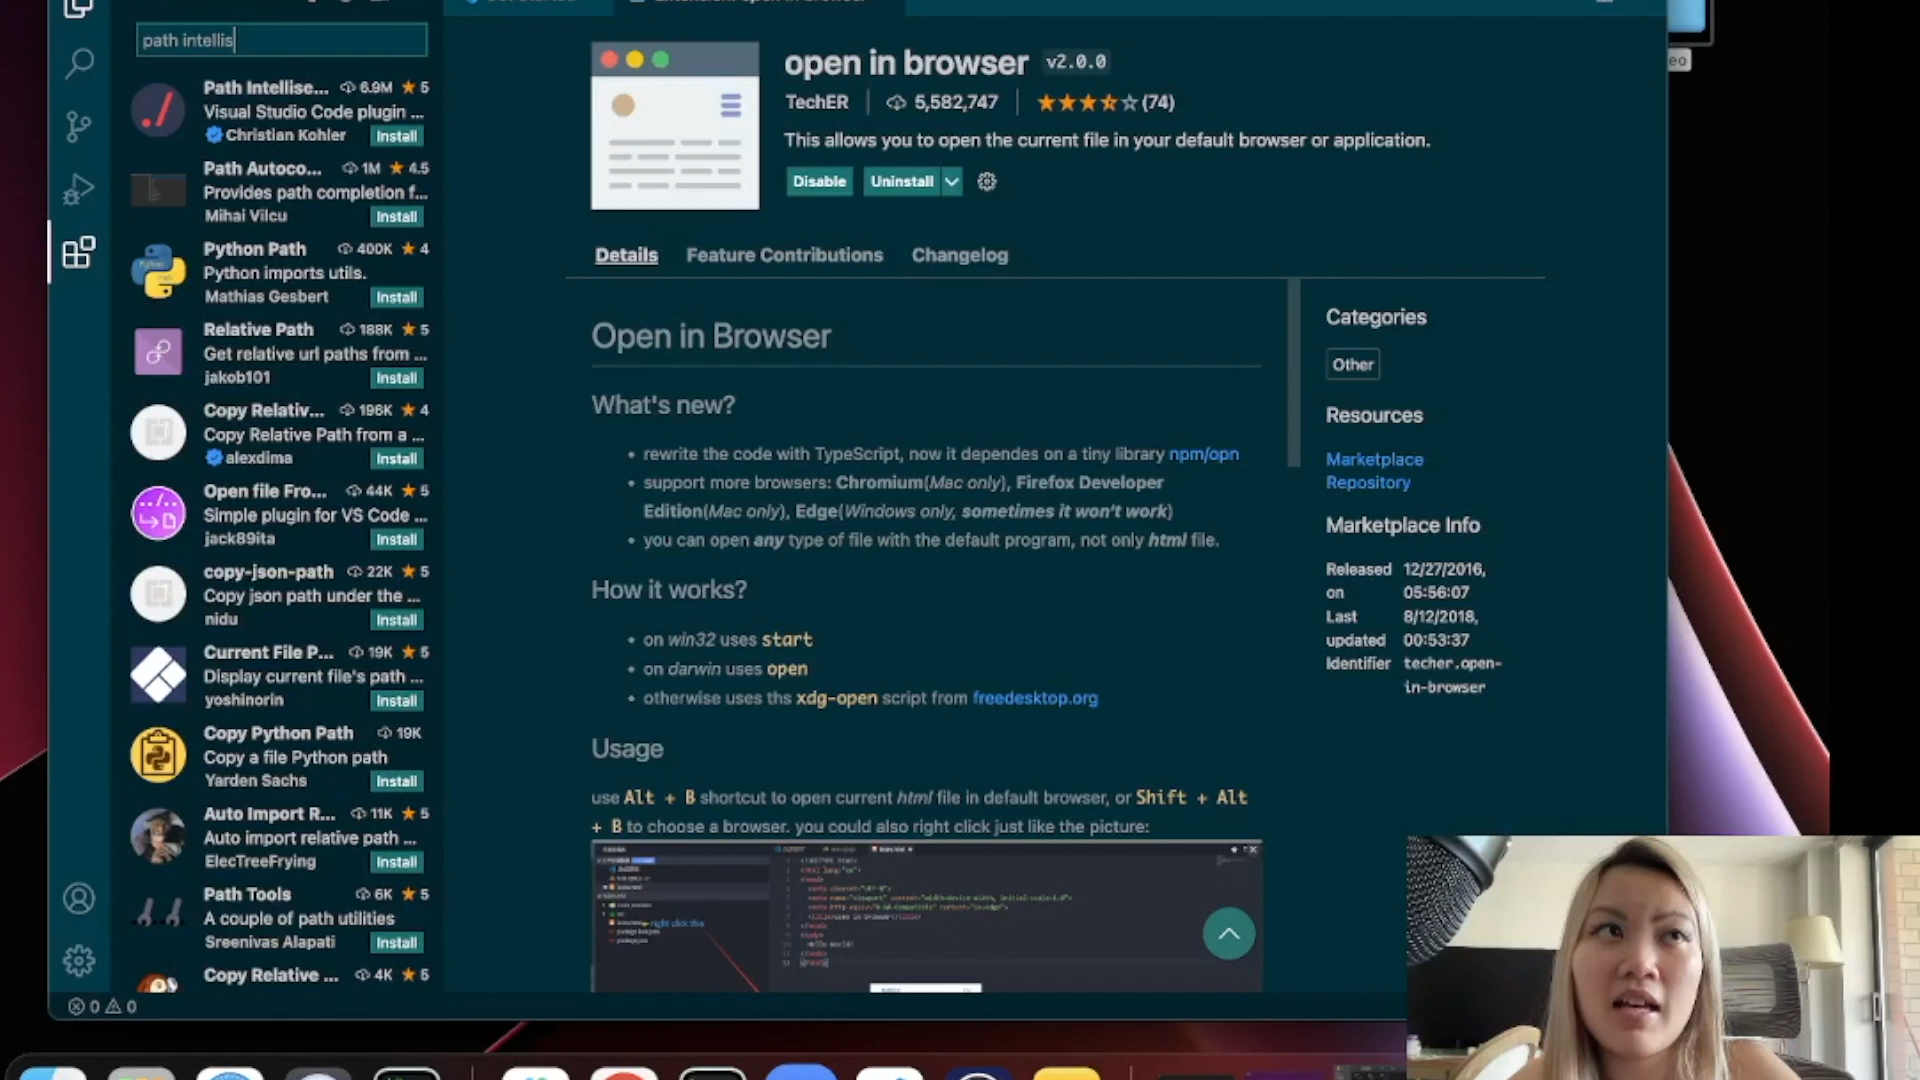 path intellis
Path Intellise... 6.9M ★ 5
Visual Studio Code plugin ...
Christian Kohler Install
Path Autoco... 1M ★ 4.5
Provides path completion f...
Mihai Vilcu Install
Python Path 400K ★ 4
Python imports utils.
Mathias Gesbert Install
Relative Path 188K ★ 5
Get relative url paths from ...
jakob101 Install
Copy Relativ... 196K ★ 4
Copy Relative Path from a ...
alexdima Install
Open file Fro... 44K ★ 5
Simple plugin for VS Code ...
jack89ita Install
copy-json-path 22K ★ 5
Copy json path under the ...
nidu Install
Current File P... 19K ★ 5
Display current file's path ...
yoshinorin Install
Copy Python Path 19K
Copy a file Python path
Yarden Sachs Install
Auto Import R... 11K ★ 5
Auto import relative path ...
ElecTreeFrying Install
Path Tools 6K ★ 5
A couple of path utilities
Sreenivas Alapati Install
Copy Relative ... 4K ★ 5
0 0
open in browser v2.0.0
TechER 5,582,747 (74)
This allows you to open the current file in your default browser or application.
Disable Uninstall
Details Feature Contributions Changelog
Open in Browser
What's new?
• rewrite the code with TypeScript, now it dependes on a tiny library npm/opn
• support more browsers: Chromium(Mac only), Firefox Developer
Edition(Mac only), Edge(Windows only, sometimes it won't work)
• you can open any type of file with the default program, not only html file.
How it works?
• on win32 uses start
• on darwin uses open
• otherwise uses ths xdg-open script from freedesktop.org
Usage
use Alt + B shortcut to open current html file in default browser, or Shift + Alt
+ B to choose a browser. you could also right click just like the picture:
right click this
Categories
Other
Resources
Marketplace
Repository
Marketplace Info
Released 12/27/2016,
on 05:56:07
Last 8/12/2018,
updated 00:53:37
Identifier techer.open-
in-browser
eo